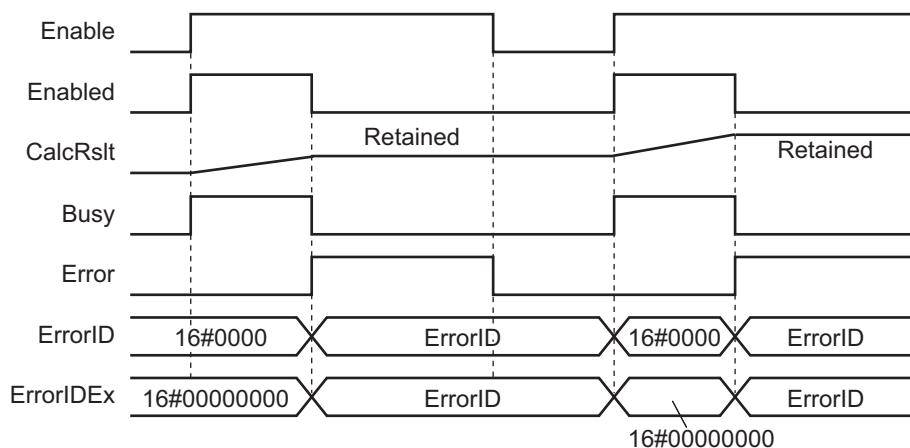 Enable
Enabled
CalcRslt
Retained
Retained
Busy
Error
ErrorID
16#0000
ErrorID
16#0000
ErrorID
ErrorIDEx
16#00000000
ErrorID
ErrorID
16#00000000